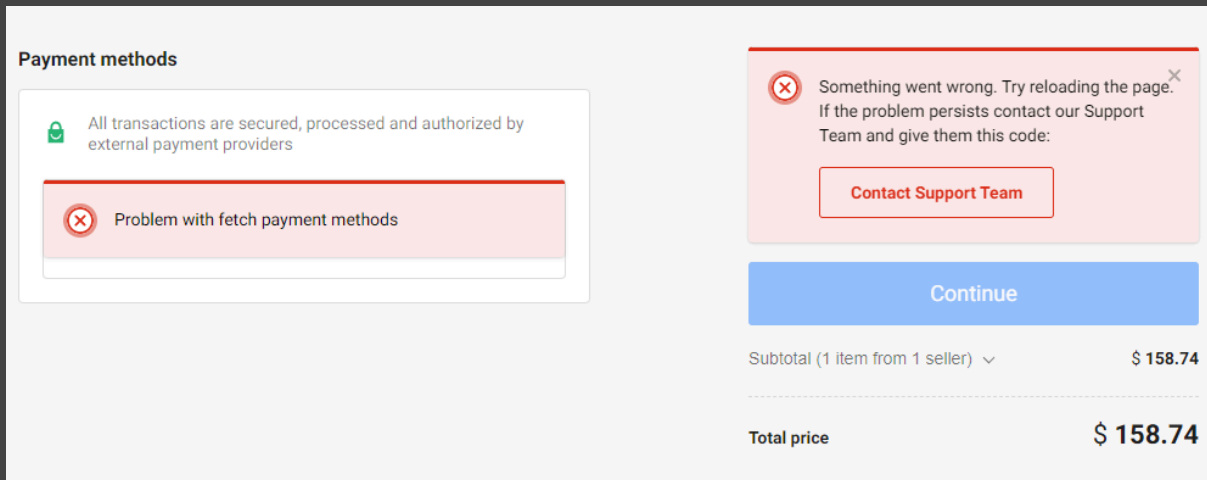 Payment methods
All transactions are secured, processed and authorized by
external payment providers
Problem with fetch payment methods
Something went wrong. Try reloading the page.
If the problem persists contact our Support
Team and give them this code:
Contact Support Team
Continue
Subtotal (1 item from 1 seller) $ 158.74
Total price $ 158.74